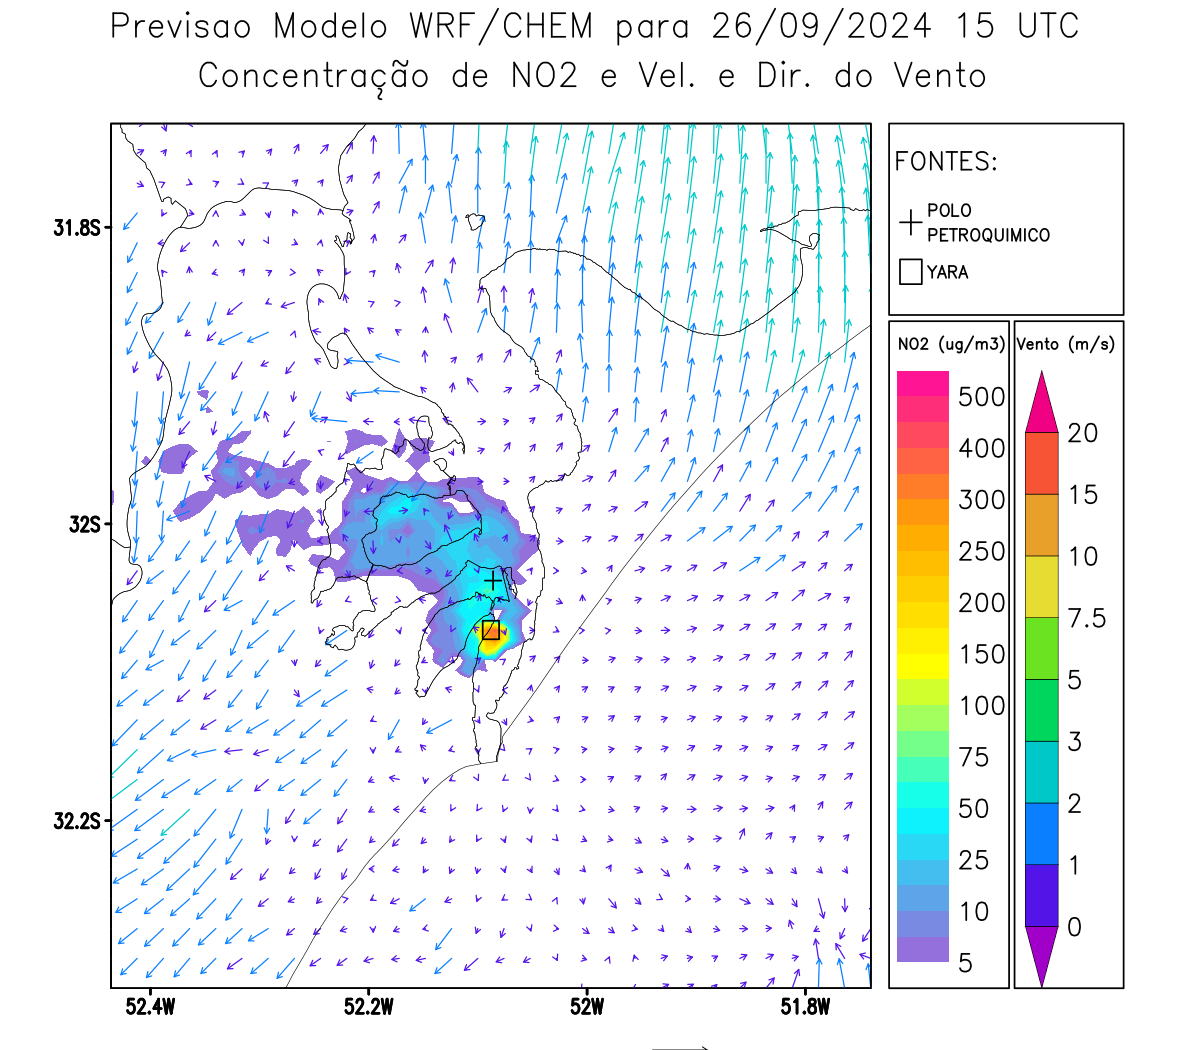 Previsao Modelo WRF/CHEM para 26/09/2024 15 UTC
Concentração de NO2 e Vel. e Dir. do Vento
FONTES:
POLO
PETROQUIMICO
YARA
NO2 (ug/m3)
500
400
300
250
200
150
100
75
50
25
10
5
Vento (m/s)
20
15
10
7.5
5
3
2
1
0
31.8S
32S
32.2S
52.4W 52.2W 52W 51.8W